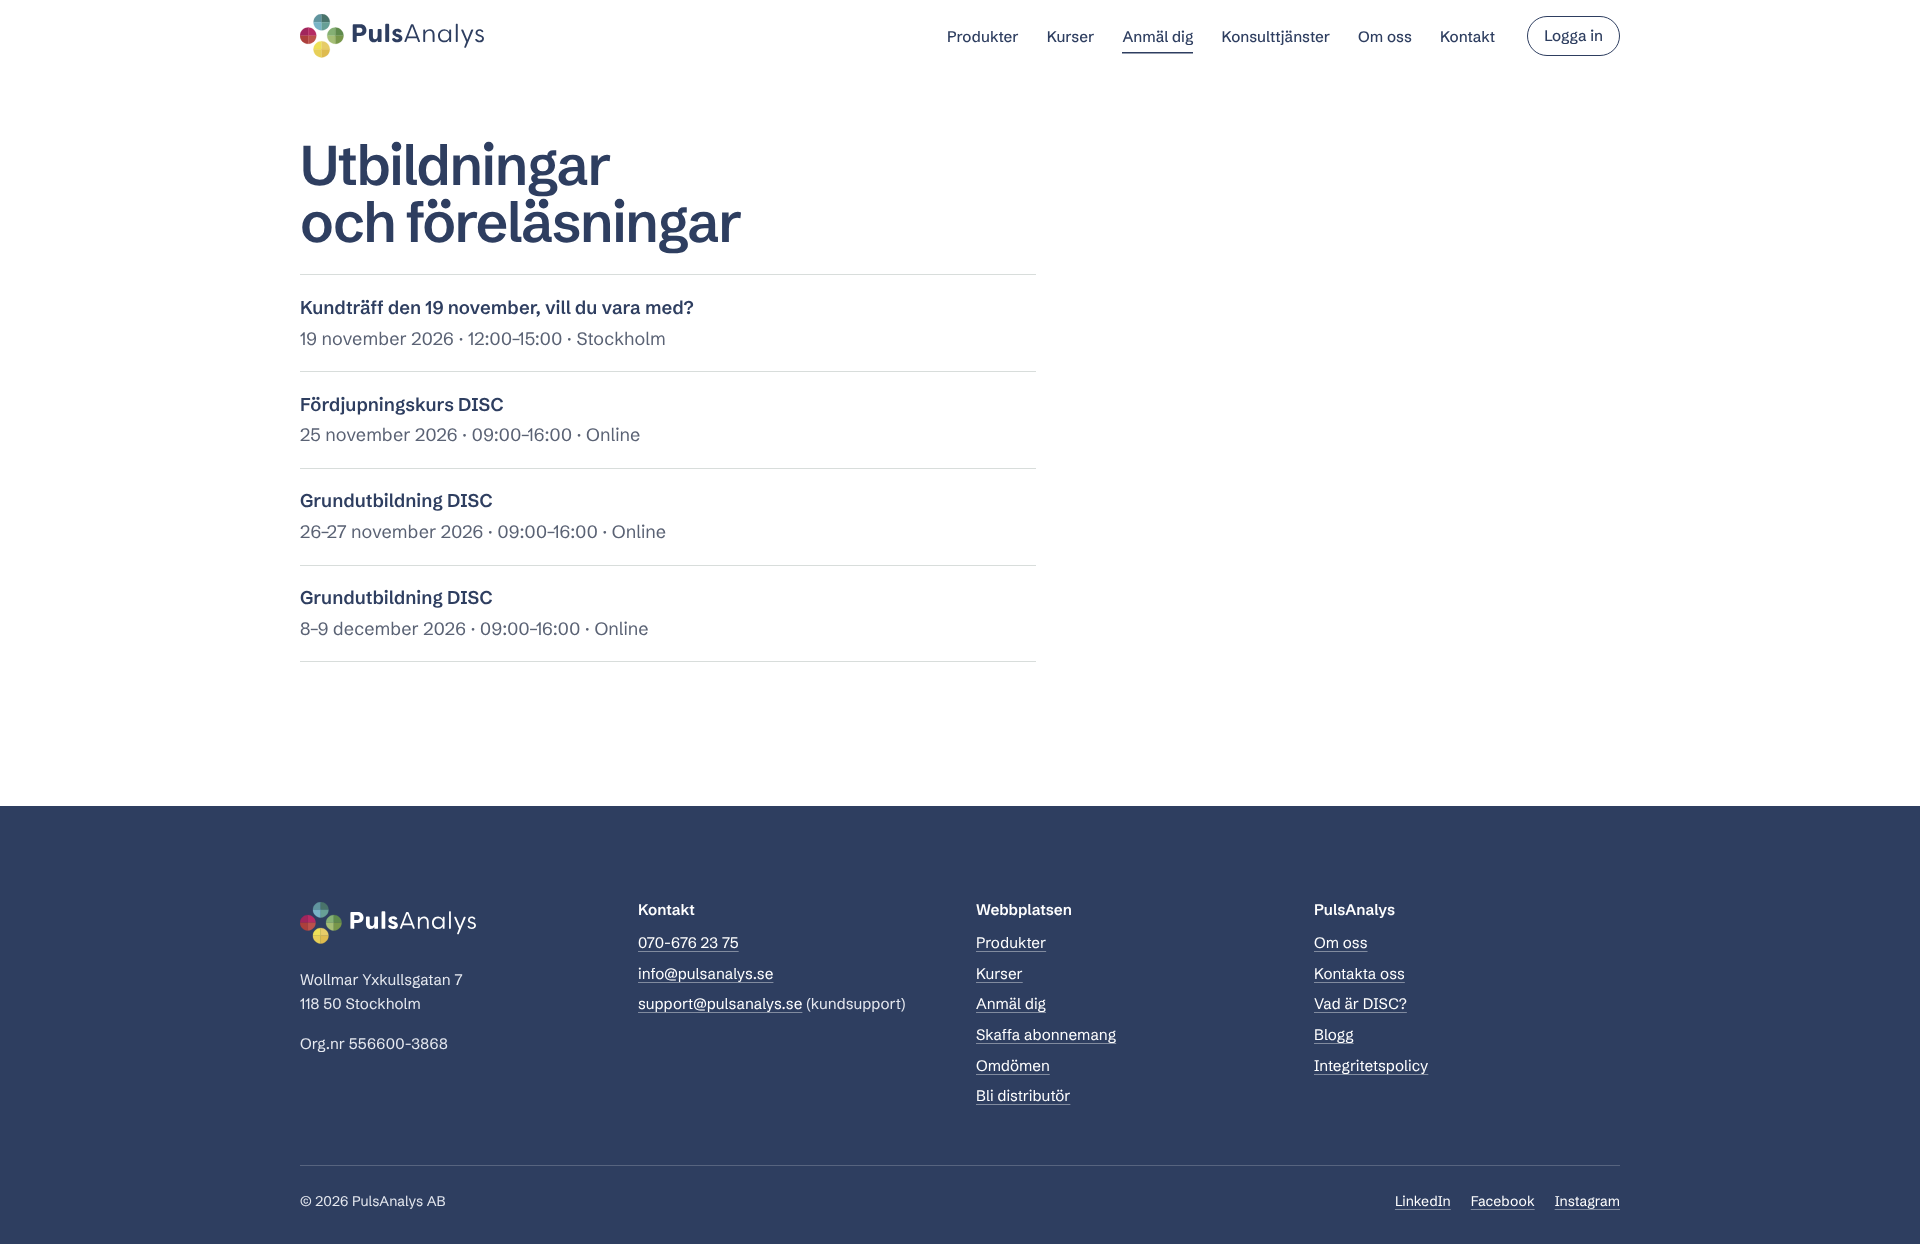 PulsAnalys
Produkter
Kurser
Anmäl dig
Konsulttjänster
Om oss
Kontakt
Logga in
Utbildningar
och föreläsningar
Kundträff den 19 november, vill du vara med?
19 november 2026 · 12:00–15:00 · Stockholm
Fördjupningskurs DISC
25 november 2026 · 09:00–16:00 · Online
Grundutbildning DISC
26–27 november 2026 · 09:00–16:00 · Online
Grundutbildning DISC
8–9 december 2026 · 09:00–16:00 · Online
PulsAnalys
Wollmar Yxkullsgatan 7
118 50 Stockholm
Org.nr 556600-3868
Kontakt
070-676 23 75
info@pulsanalys.se
support@pulsanalys.se (kundsupport)
Webbplatsen
Produkter
Kurser
Anmäl dig
Skaffa abonnemang
Omdömen
Bli distributör
PulsAnalys
Om oss
Kontakta oss
Vad är DISC?
Blogg
Integritetspolicy
© 2026 PulsAnalys AB
LinkedIn
Facebook
Instagram